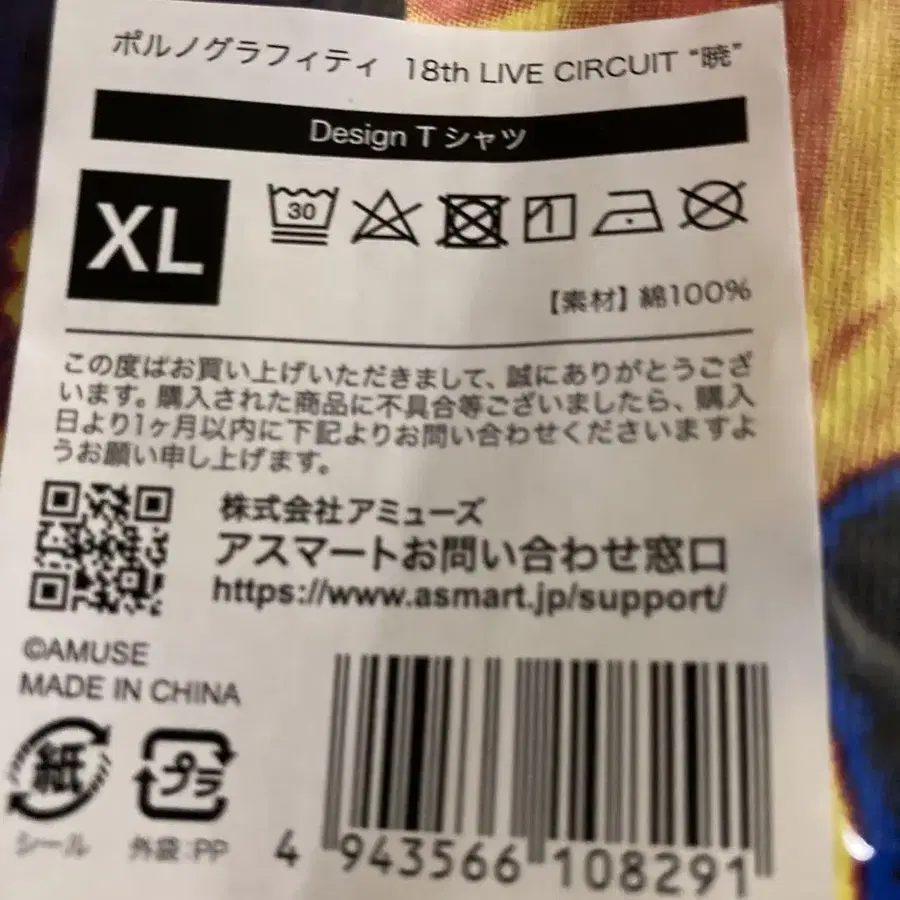 ポルノグラフィティ 18th LIVE CIRCUIT “暁”
Design T シャツ
XL
30
【素材】綿100%
この度はお買い上げいただきまして、誠にありがとうござ
います。購入された商品に不具合等ございましたら、購入
日より1ヶ月以内に下記よりお問い合わせくださいますよ
うお願い申し上げます。
株式会社アミューズ
アスマートお問い合わせ窓口
https://www.asmart.jp/support/
©AMUSE
MADE IN CHINA
紙
プラ
シール
外袋:PP
4 943566 108291